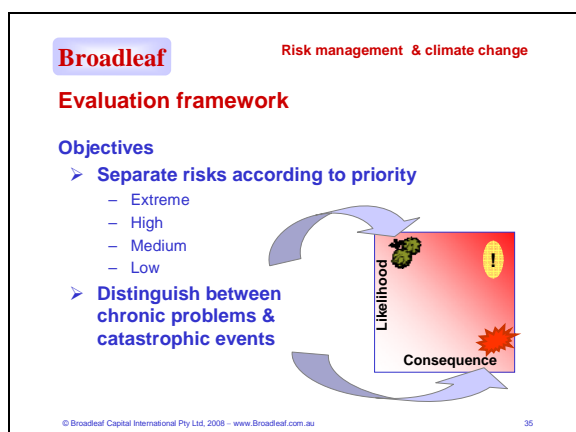 Broadleaf
Risk management & climate change
Evaluation framework
Objectives
➢ Separate risks according to priority
– Extreme
– High
– Medium
– Low
➢ Distinguish between
chronic problems &
catastrophic events
Likelihood
!
Consequence
© Broadleaf Capital International Pty Ltd, 2008 – www.Broadleaf.com.au
35